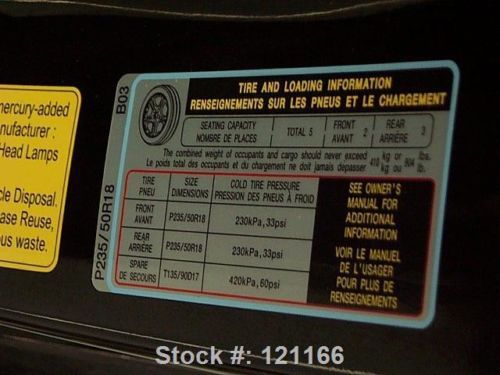 mercury-added
nufacturer :
Head Lamps
cle Disposal.
ase Reuse,
ous waste.
B03
P235/50R18
TIRE AND LOADING INFORMATION
RENSEIGNEMENTS SUR LES PNEUS ET LE CHARGEMENT
SEATING CAPACITY
NOMBRE DE PLACES
TOTAL 5
FRONT
AVANT 2
REAR
ARRIÈRE 3
The combined weight of occupants and cargo should never exceed
Le poids total des occupants et du chargement ne doit jamais dépasser
410 kg or 904 lbs.
kg ou lb.
TIRE
PNEU
SIZE
DIMENSIONS
COLD TIRE PRESSURE
PRESSION DES PNEUS À FROID
FRONT
AVANT
P235/50R18
230kPa,33psi
REAR
ARRIÈRE
P235/50R18
230kPa,33psi
SPARE
DE SECOURS
T135/90D17
420kPa,60psi
SEE OWNER'S
MANUAL FOR
ADDITIONAL
INFORMATION
VOIR LE MANUEL
DE L'USAGER
POUR PLUS DE
RENSEIGNEMENTS
Stock #: 121166